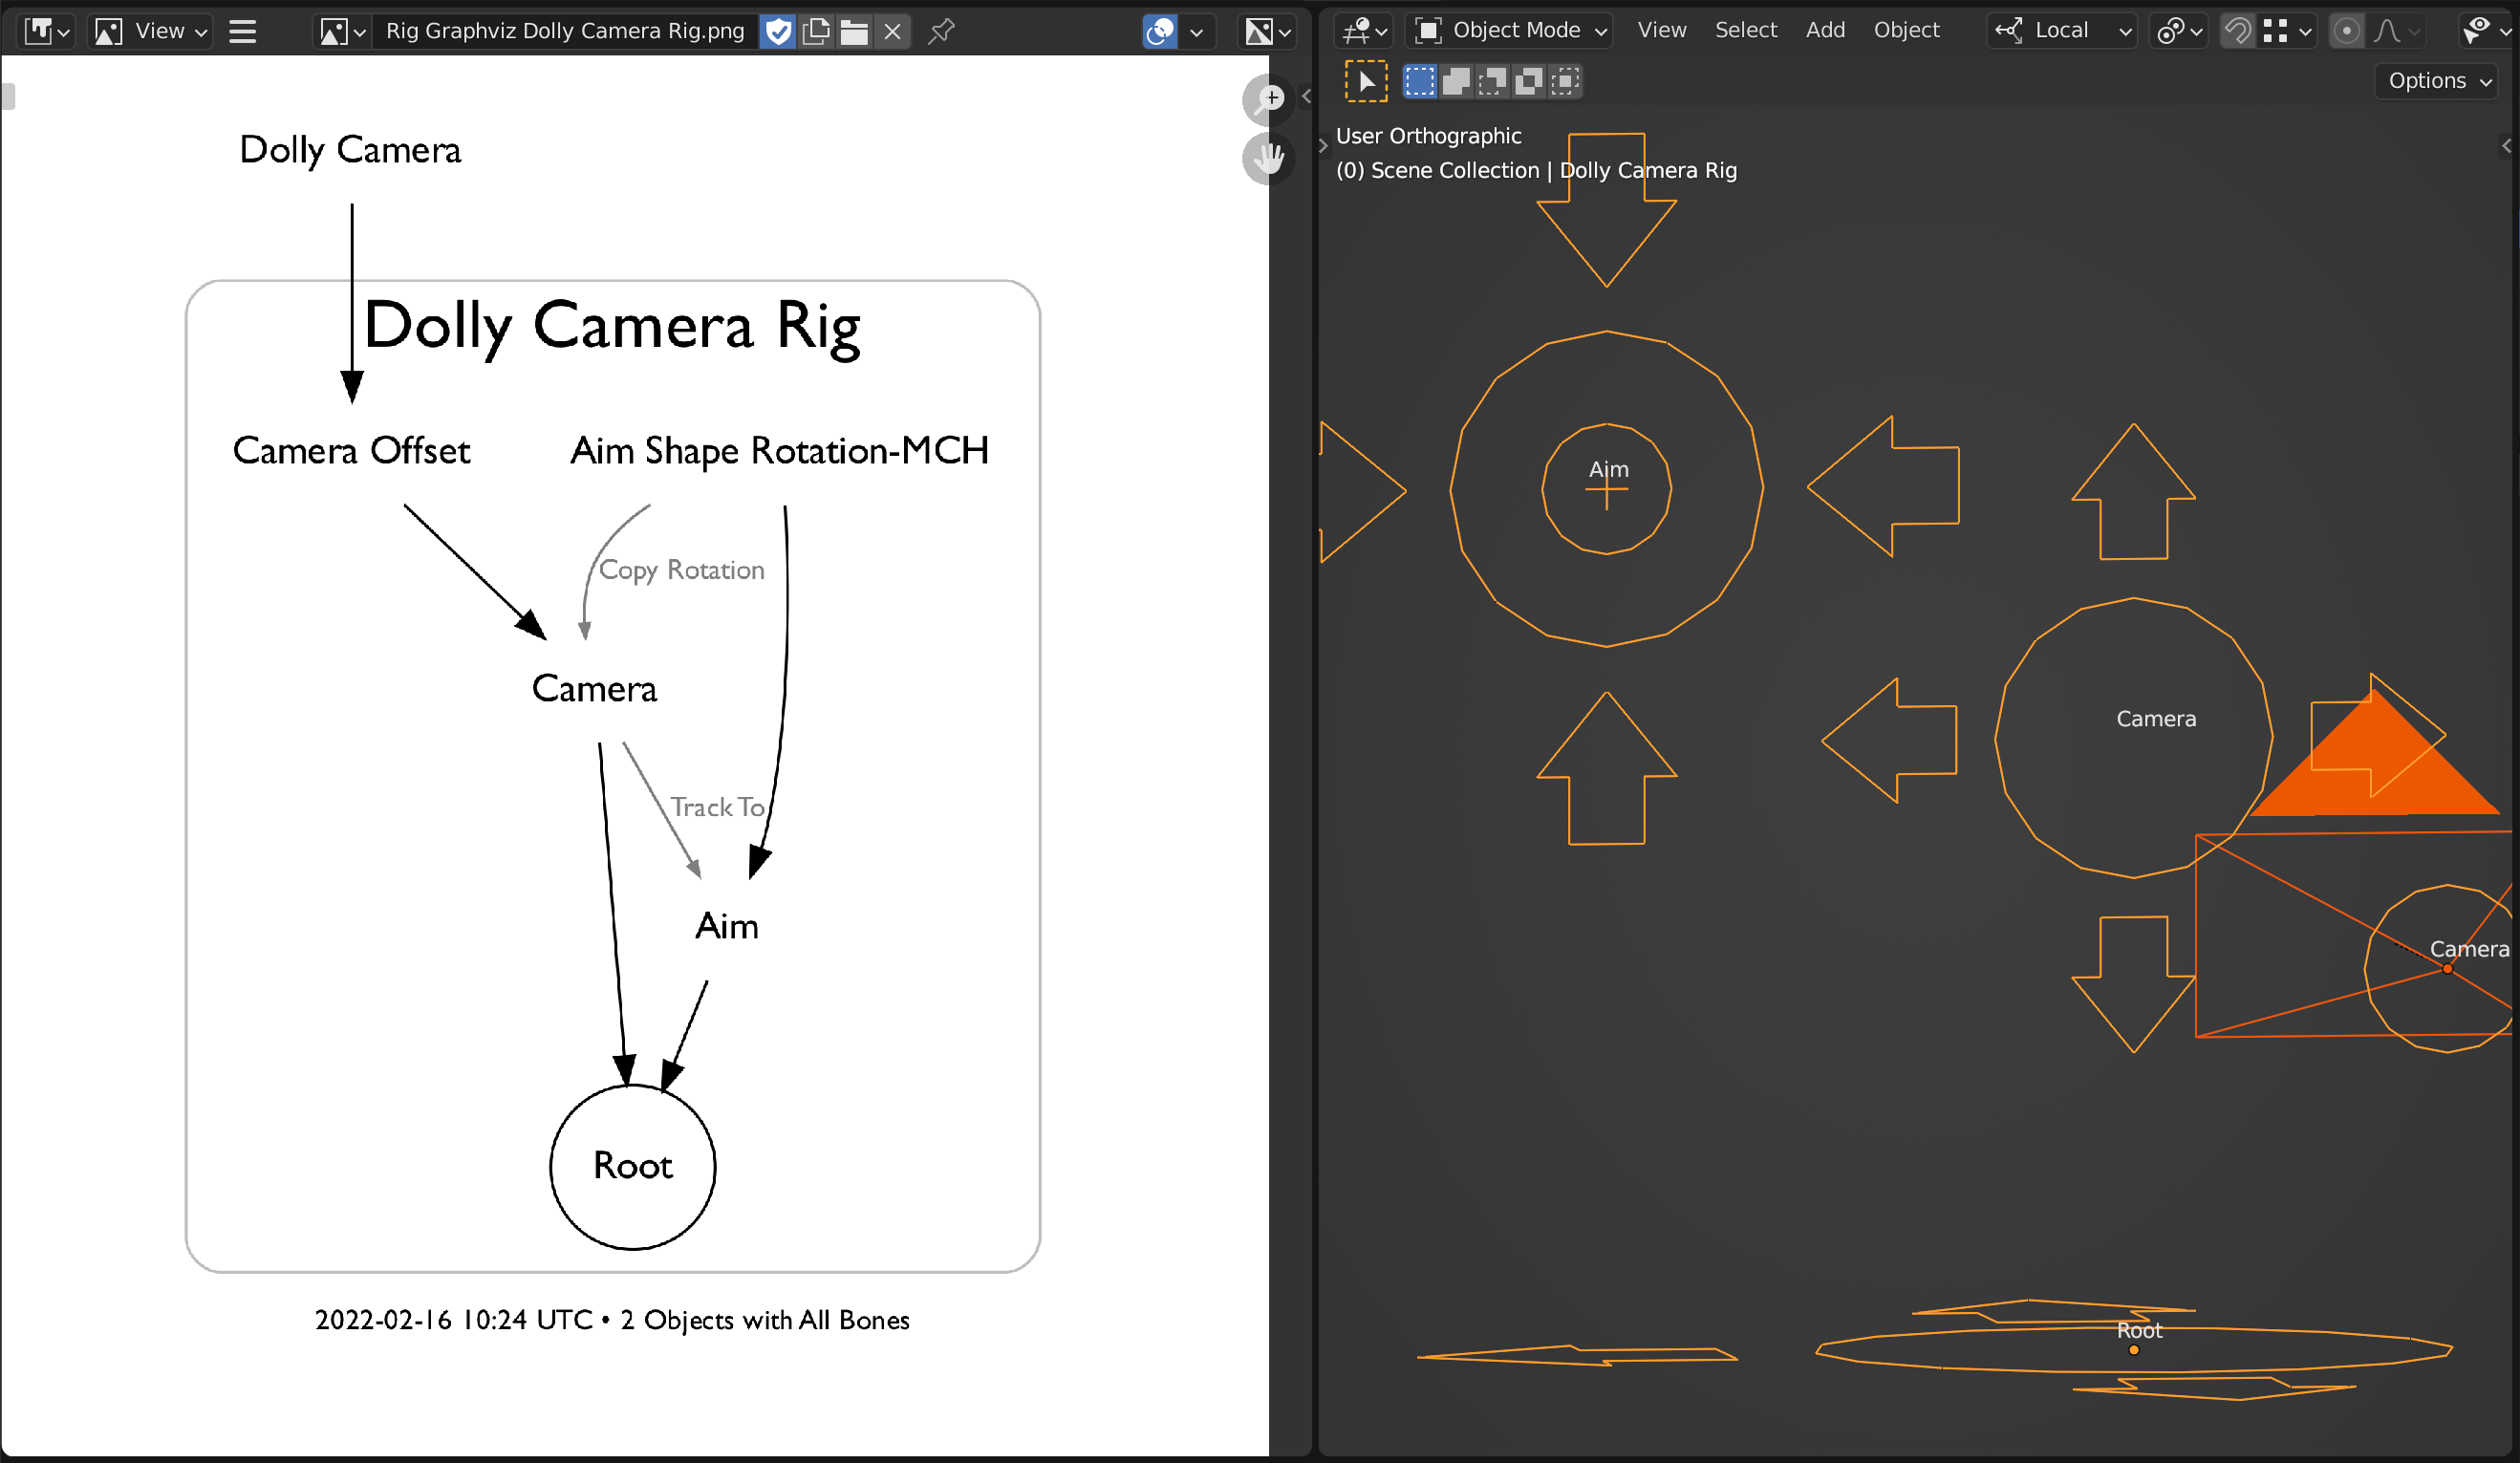 View
Rig Graphviz Dolly Camera Rig.png
Dolly Camera
Dolly Camera Rig
Camera Offset
Aim Shape Rotation-MCH
Copy Rotation
Camera
Track To
Aim
Root
2022-02-16 10:24 UTC • 2 Objects with All Bones
Object Mode
View
Select
Add
Object
Local
Options
User Orthographic
(0) Scene Collection | Dolly Camera Rig
Aim
Camera
Camera
Root